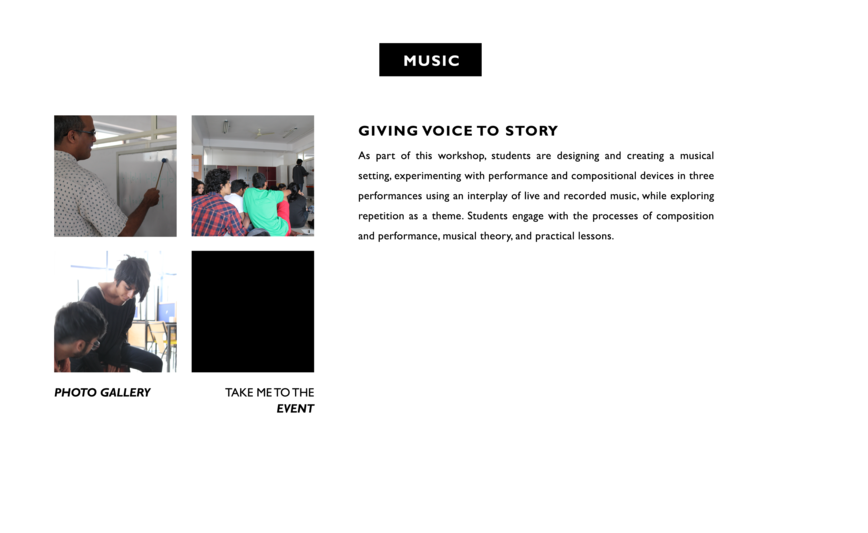 MUSIC
GIVING VOICE TO STORY
As part of this workshop, students are designing and creating a musical
setting, experimenting with performance and compositional devices in three
performances using an interplay of live and recorded music, while exploring
repetition as a theme. Students engage with the processes of composition
and performance, musical theory, and practical lessons.
PHOTO GALLERY
TAKE ME TO THE
EVENT